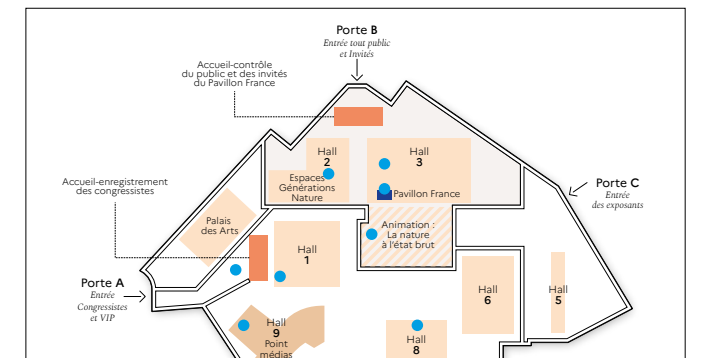 Porte B
Entrée tout public
et Invités
Accueil-contrôle
du public et des invités
du Pavillon France
Hall
2
Hall
3
Espaces
Générations
Nature
Pavillon France
Accueil-enregistrement
des congressistes
Porte C
Entrée
des exposants
Palais
des Arts
Animation :
La nature
à l'état brut
Hall
1
Porte A
Entrée
Congressistes
et VIP
Hall
6
Hall
5
Hall
9
Point
médias
Hall
8